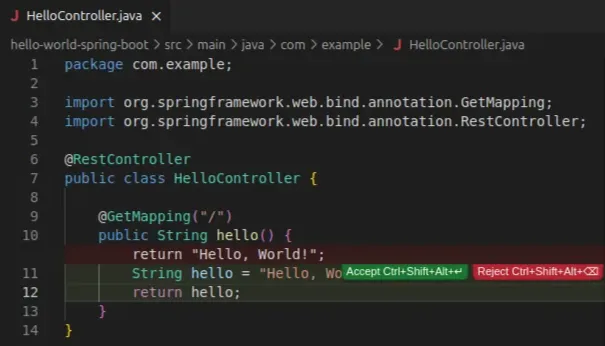 J HelloController.java ×
hello-world-spring-boot > src > main > java > com > example > J HelloController.java
1 package com.example;
2
3 import org.springframework.web.bind.annotation.GetMapping;
4 import org.springframework.web.bind.annotation.RestController;
5
6 @RestController
7 public class HelloController {
8
9 @GetMapping("/")
10 public String hello() {
return "Hello, World!";
11 String hello = "Hello, Wo Accept Ctrl+Shift+Alt+↵ Reject Ctrl+Shift+Alt+⌫
12 return hello;
13 }
14 }